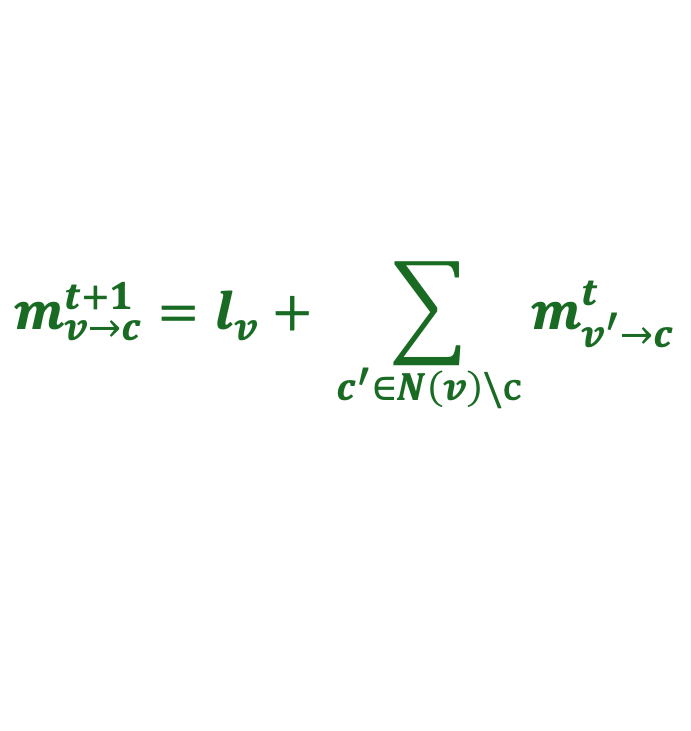 m_{v→c}^{t+1} = l_v + ∑_{c′∈N(v)\c} m_{v′→c}^{t}